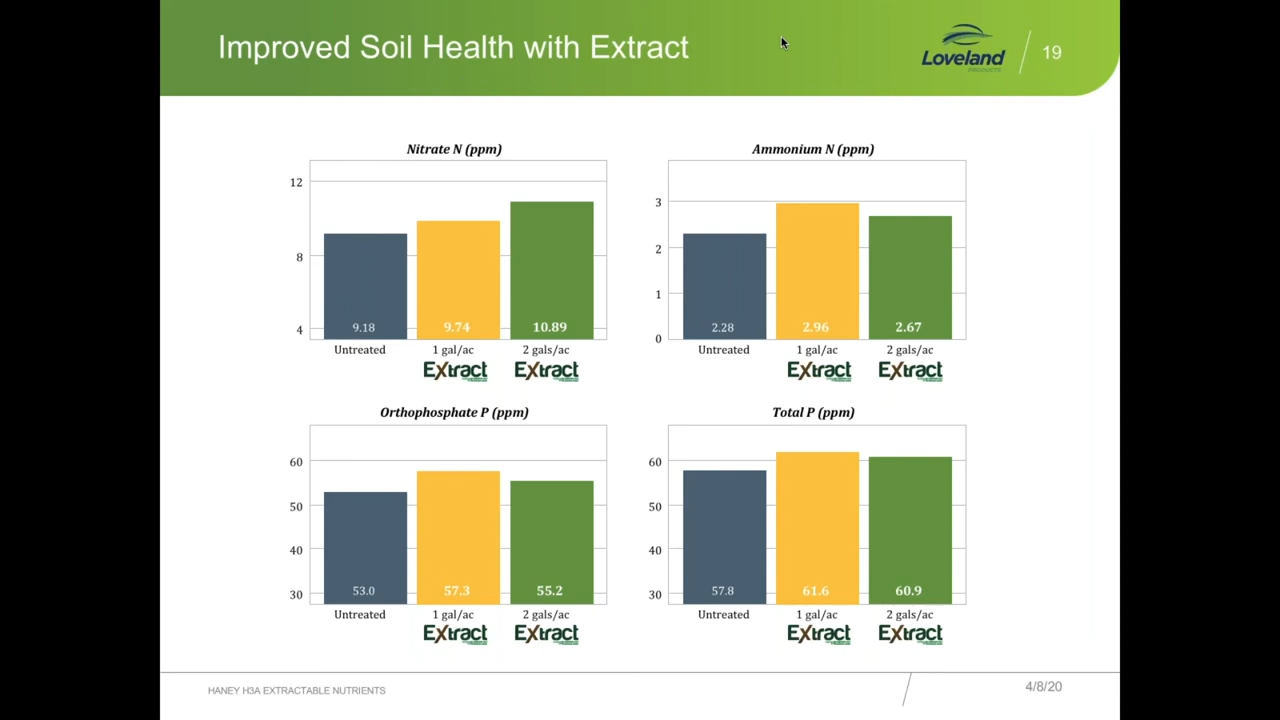 Improved Soil Health with Extract
Loveland
PRODUCTS
19
Nitrate N (ppm)
12
8
4
9.18
9.74
10.89
Untreated
1 gal/ac
2 gals/ac
Extract
Extract
Ammonium N (ppm)
3
2
1
0
2.28
2.96
2.67
Untreated
1 gal/ac
2 gals/ac
Extract
Extract
Orthophosphate P (ppm)
60
50
40
30
53.0
57.3
55.2
Untreated
1 gal/ac
2 gals/ac
Extract
Extract
Total P (ppm)
60
50
40
30
57.8
61.6
60.9
Untreated
1 gal/ac
2 gals/ac
Extract
Extract
HANEY H3A EXTRACTABLE NUTRIENTS
4/8/20